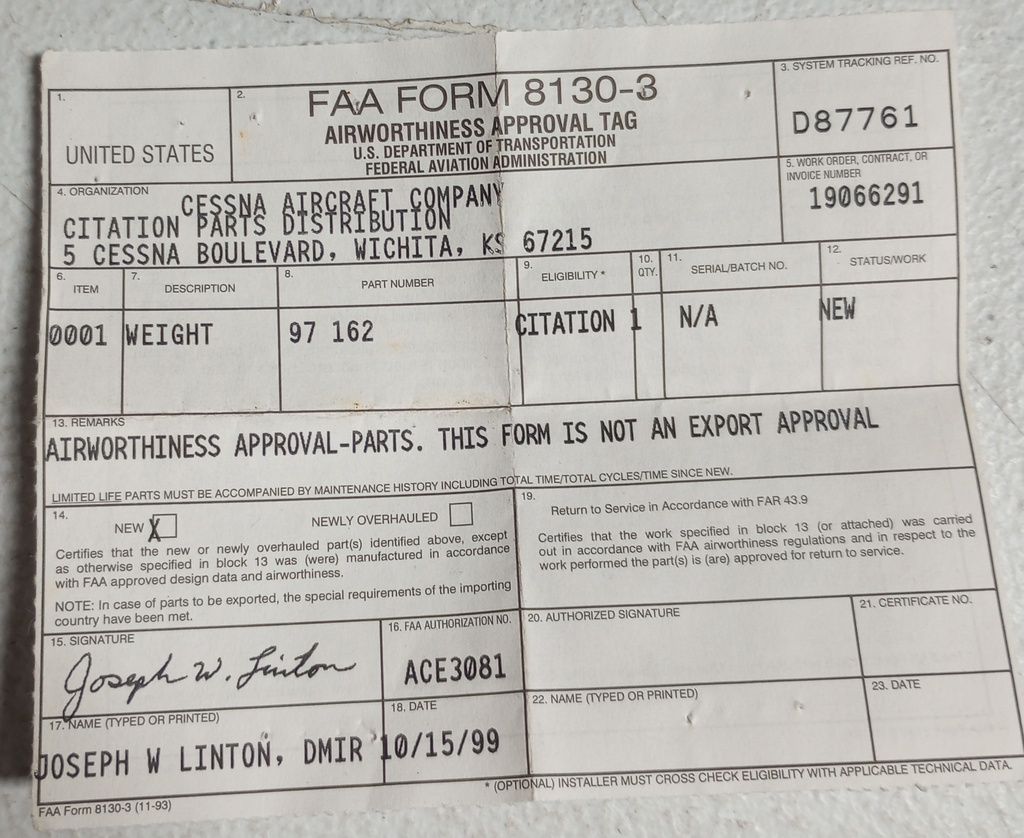 1.
UNITED STATES
2.
FAA FORM 8130-3
AIRWORTHINESS APPROVAL TAG
U.S. DEPARTMENT OF TRANSPORTATION
FEDERAL AVIATION ADMINISTRATION
3. SYSTEM TRACKING REF. NO.
D87761
4. ORGANIZATION
CESSNA AIRCRAFT COMPANY
CITATION PARTS DISTRIBUTION
5 CESSNA BOULEVARD, WICHITA, KS 67215
5. WORK ORDER, CONTRACT, OR
INVOICE NUMBER
19066291
6.
ITEM
7.
DESCRIPTION
8.
PART NUMBER
9.
ELIGIBILITY *
10.
QTY.
11.
SERIAL/BATCH NO.
12.
STATUS/WORK
0001 WEIGHT 97 162 CITATION 1 N/A NEW
13. REMARKS
AIRWORTHINESS APPROVAL-PARTS. THIS FORM IS NOT AN EXPORT APPROVAL
LIMITED LIFE PARTS MUST BE ACCOMPANIED BY MAINTENANCE HISTORY INCLUDING TOTAL TIME/TOTAL CYCLES/TIME SINCE NEW.
14.
NEW X NEWLY OVERHAULED
Certifies that the new or newly overhauled part(s) identified above, except
as otherwise specified in block 13 was (were) manufactured in accordance
with FAA approved design data and airworthiness.
NOTE: In case of parts to be exported, the special requirements of the importing
country have been met.
19.
Return to Service in Accordance with FAR 43.9
Certifies that the work specified in block 13 (or attached) was carried
out in accordance with FAA airworthiness regulations and in respect to the
work performed the part(s) is (are) approved for return to service.
15. SIGNATURE
Joseph W. Linton
16. FAA AUTHORIZATION NO.
ACE3081
20. AUTHORIZED SIGNATURE
21. CERTIFICATE NO.
17. NAME (TYPED OR PRINTED)
JOSEPH W LINTON, DMIR
18. DATE
10/15/99
22. NAME (TYPED OR PRINTED)
23. DATE
FAA Form 8130-3 (11-93)
* (OPTIONAL) INSTALLER MUST CROSS CHECK ELIGIBILITY WITH APPLICABLE TECHNICAL DATA.